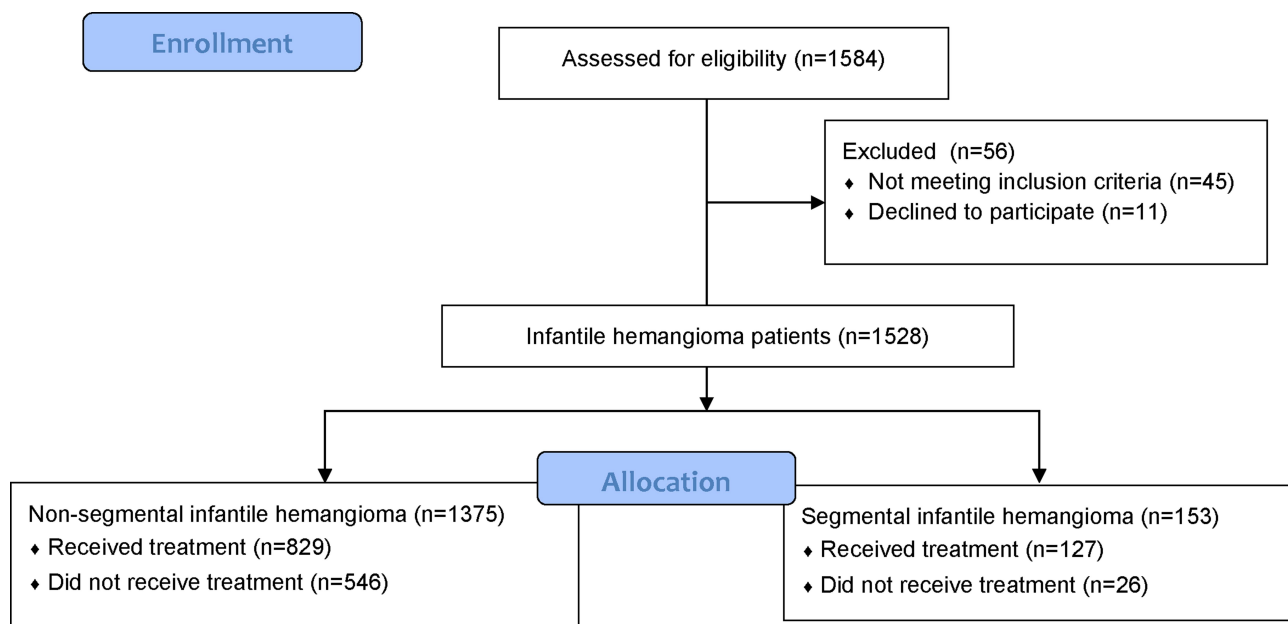 Enrollment
Assessed for eligibility (n=1584)
Excluded  (n=56)
♦ Not meeting inclusion criteria (n=45)
♦ Declined to participate (n=11)
Infantile hemangioma patients (n=1528)
Allocation
Non-segmental infantile hemangioma (n=1375)
♦ Received treatment (n=829)
♦ Did not receive treatment (n=546)
Segmental infantile hemangioma (n=153)
♦ Received treatment (n=127)
♦ Did not receive treatment (n=26)